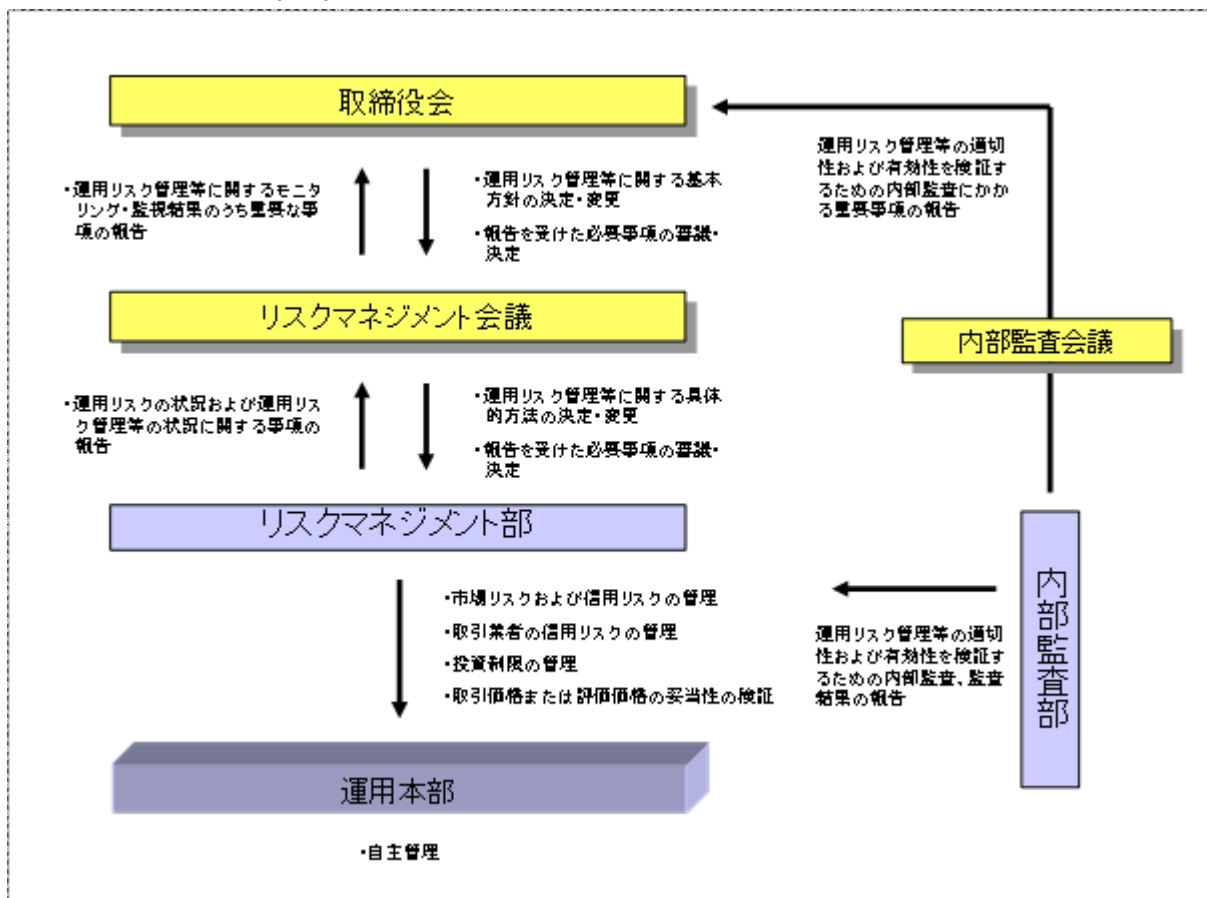 取締役会
・運用リスク管理等に関するモニ
タリング・監視結果のうち重要な事
項の報告
・運用リスク管理等に関する基本
方針の決定・変更
・報告を受けた必要事項の審議・
決定
運用リスク管理等の適切
性および有効性を検証す
るための内部監査にかか
る重要事項の報告
リスクマネジメント会議
内部監査会議
・運用リスクの状況および運用リス
ク管理等の状況に関する事項の
報告
・運用リスク管理等に関する具体
的方法の決定・変更
・報告を受けた必要事項の審議・
決定
リスクマネジメント部
内部監査部
・市場リスクおよび信用リスクの管理
・取引業者の信用リスクの管理
・投資制限の管理
・取引価格または評価価格の妥当性の検証
運用リスク管理等の適切
性および有効性を検証す
るための内部監査、監査
結果の報告
運用本部
・自主管理